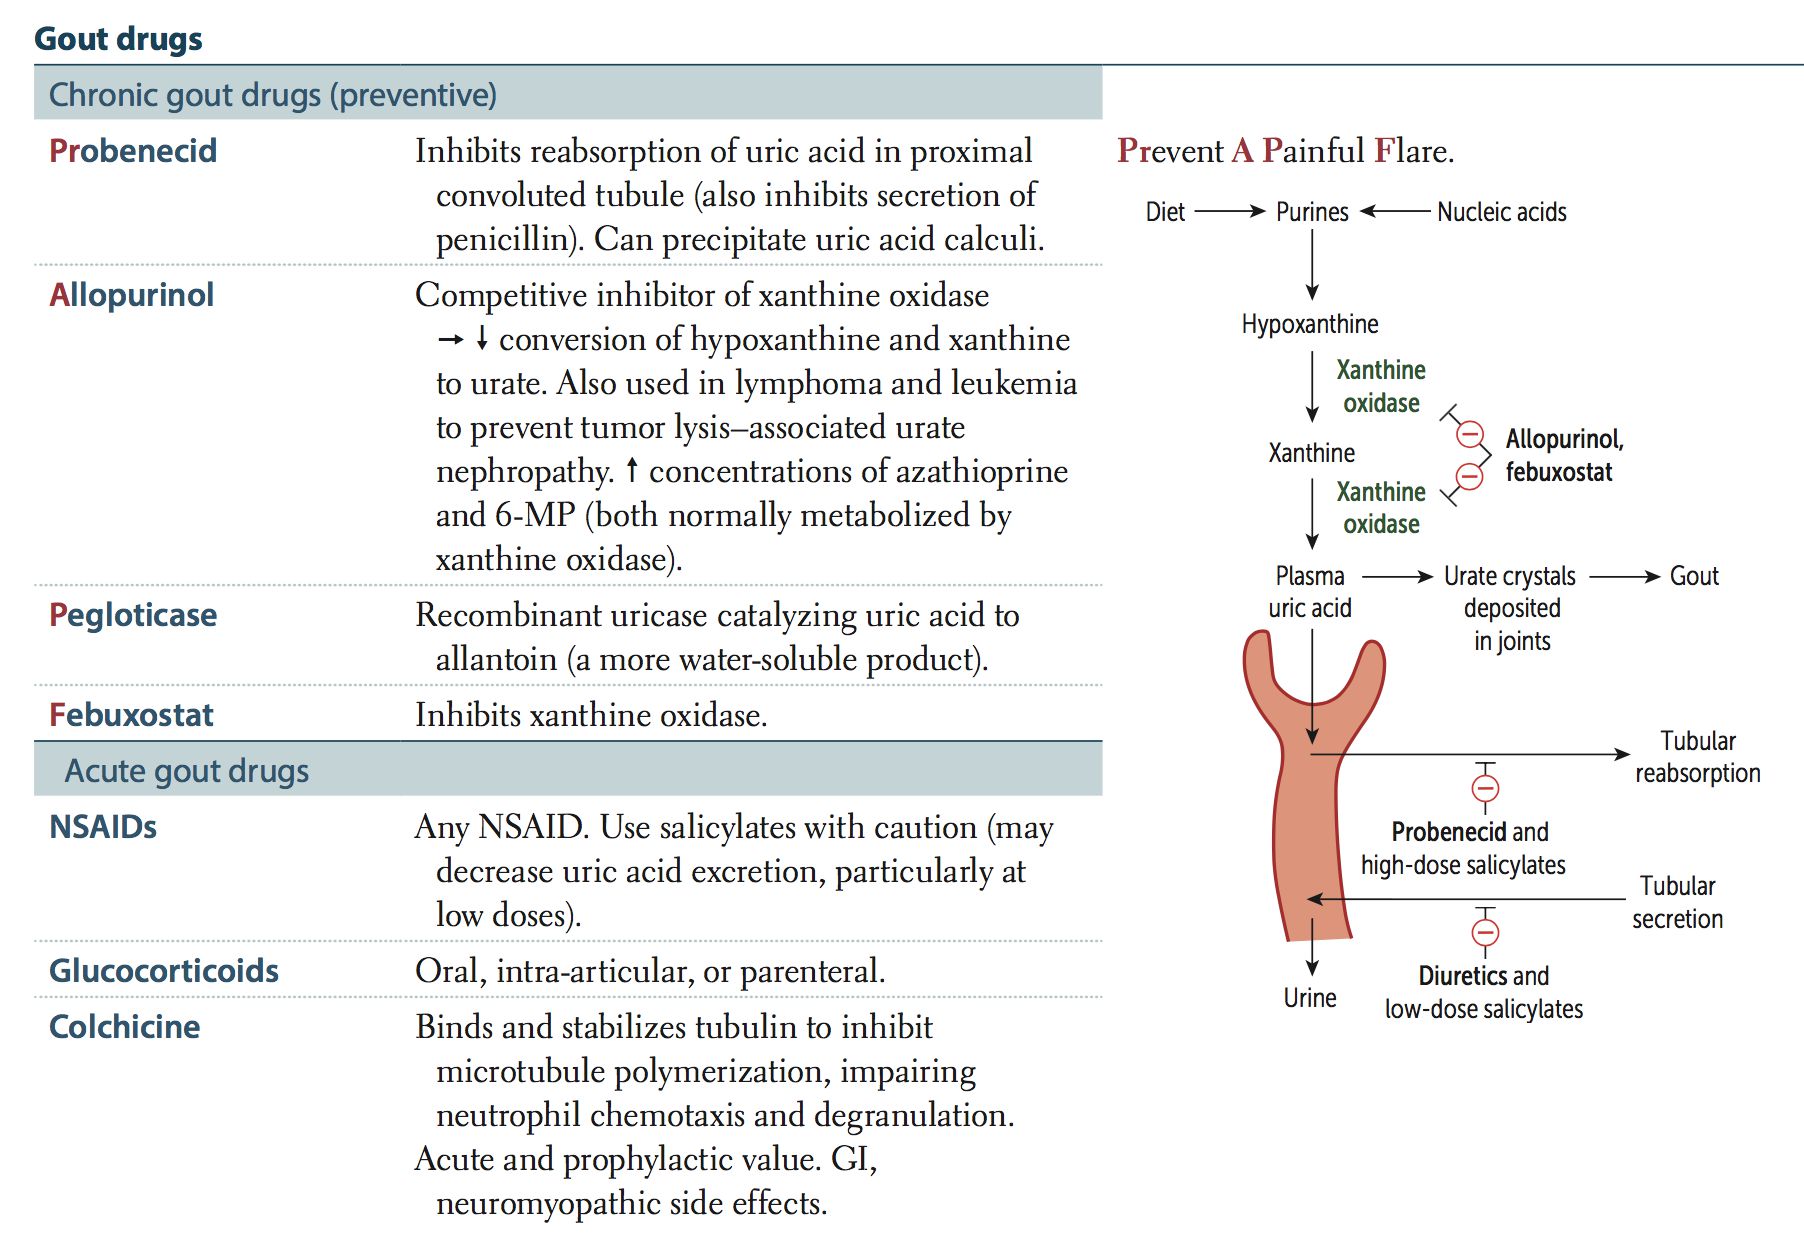 Gout drugs
Chronic gout drugs (preventive)
Probenecid
Inhibits reabsorption of uric acid in proximal
convoluted tubule (also inhibits secretion of
penicillin). Can precipitate uric acid calculi.
Allopurinol
Competitive inhibitor of xanthine oxidase
→ ↓ conversion of hypoxanthine and xanthine
to urate. Also used in lymphoma and leukemia
to prevent tumor lysis–associated urate
nephropathy. ↑ concentrations of azathioprine
and 6-MP (both normally metabolized by
xanthine oxidase).
Pegloticase
Recombinant uricase catalyzing uric acid to
allantoin (a more water-soluble product).
Febuxostat
Inhibits xanthine oxidase.
Acute gout drugs
NSAIDs
Any NSAID. Use salicylates with caution (may
decrease uric acid excretion, particularly at
low doses).
Glucocorticoids
Oral, intra-articular, or parenteral.
Colchicine
Binds and stabilizes tubulin to inhibit
microtubule polymerization, impairing
neutrophil chemotaxis and degranulation.
Acute and prophylactic value. GI,
neuromyopathic side effects.
Prevent A Painful Flare.
Diet
Purines
Nucleic acids
Hypoxanthine
Xanthine
oxidase
Xanthine
Allopurinol,
febuxostat
Xanthine
oxidase
Plasma
uric acid
Urate crystals
deposited
in joints
Gout
Tubular
reabsorption
Probenecid and
high-dose salicylates
Tubular
secretion
Diuretics and
low-dose salicylates
Urine